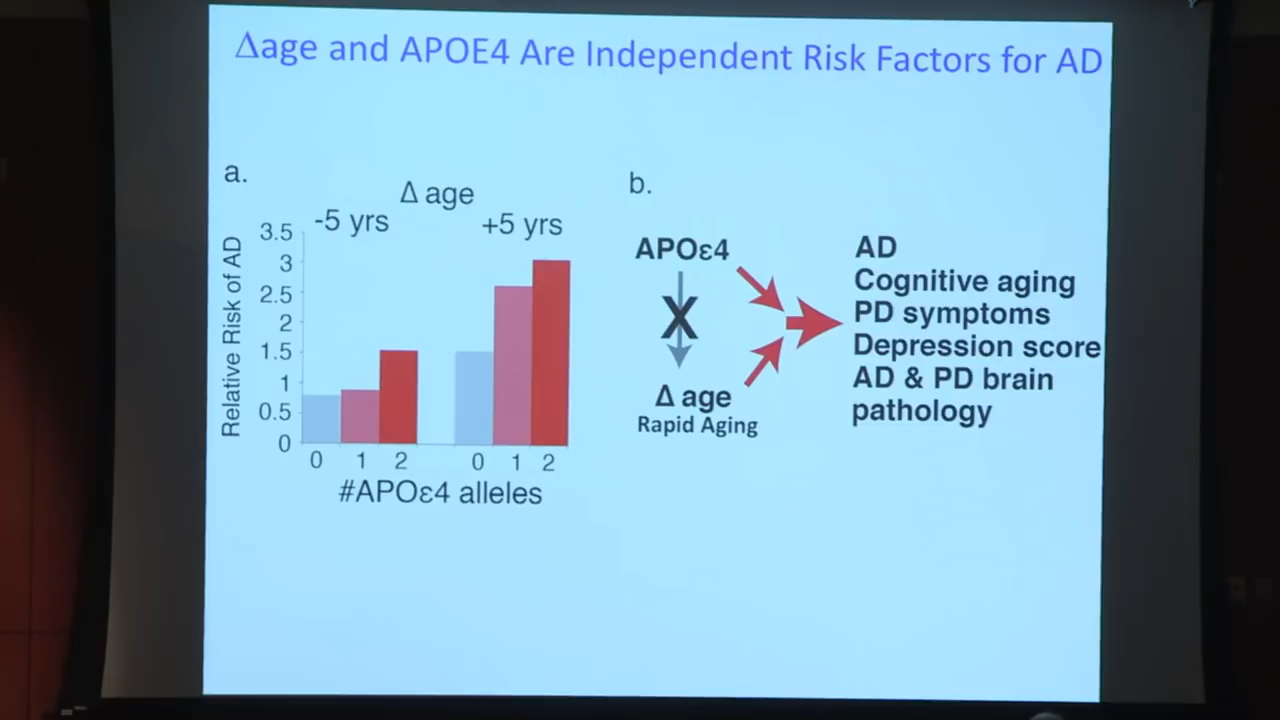 Δage and APOE4 Are Independent Risk Factors for AD
a.
Δ age
-5 yrs
+5 yrs
Relative Risk of AD
3.5
3
2.5
2
1.5
1
0.5
0
0 1 2 0 1 2
#APOε4 alleles
b.
APOε4
X
Δ age
Rapid Aging
AD
Cognitive aging
PD symptoms
Depression score
AD & PD brain
pathology